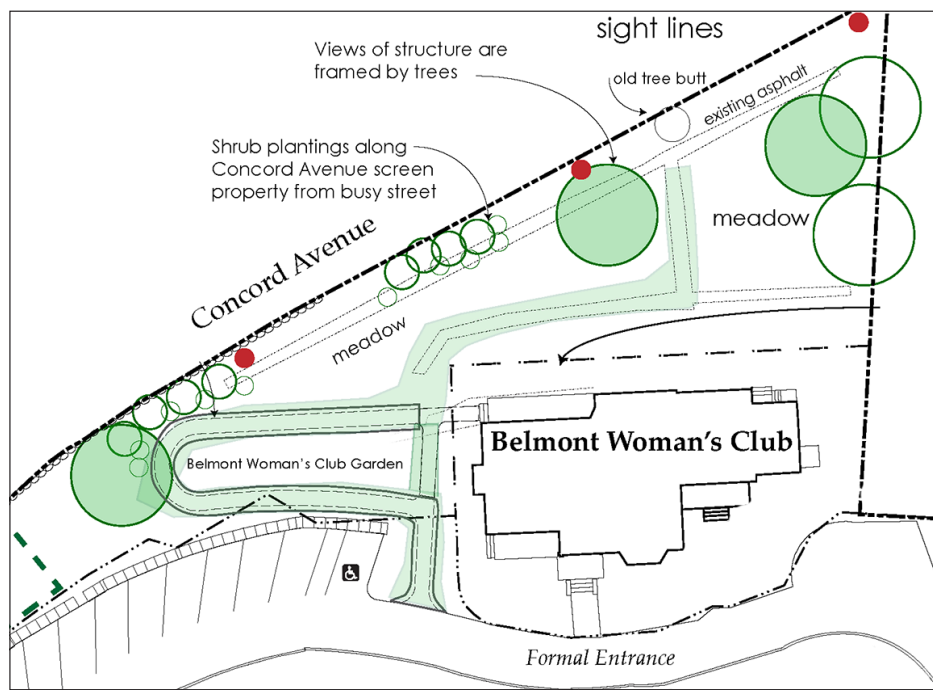 sight lines
Views of structure are
framed by trees
old tree butt
existing asphalt
Shrub plantings along
Concord Avenue screen
property from busy street
meadow
Concord Avenue
meadow
Belmont Woman's Club
Belmont Woman's Club Garden
Formal Entrance